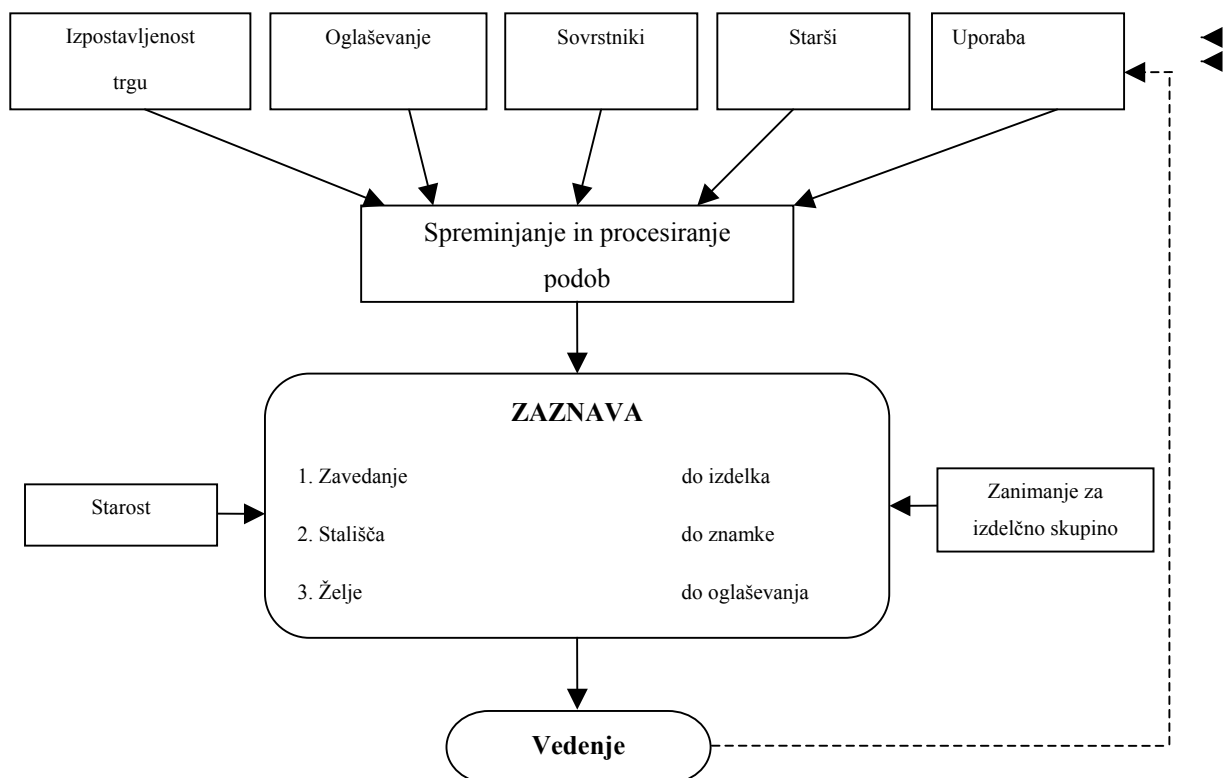 Izpostavljenost
trgu
Oglaševanje
Sovrstniki
Starši
Uporaba
Spreminjanje in procesiranje
podob
ZAZNAVA
1. Zavedanje
do izdelka
2. Stališča
do znamke
3. Želje
do oglaševanja
Starost
Zanimanje za
izdelčno skupino
Vedenje